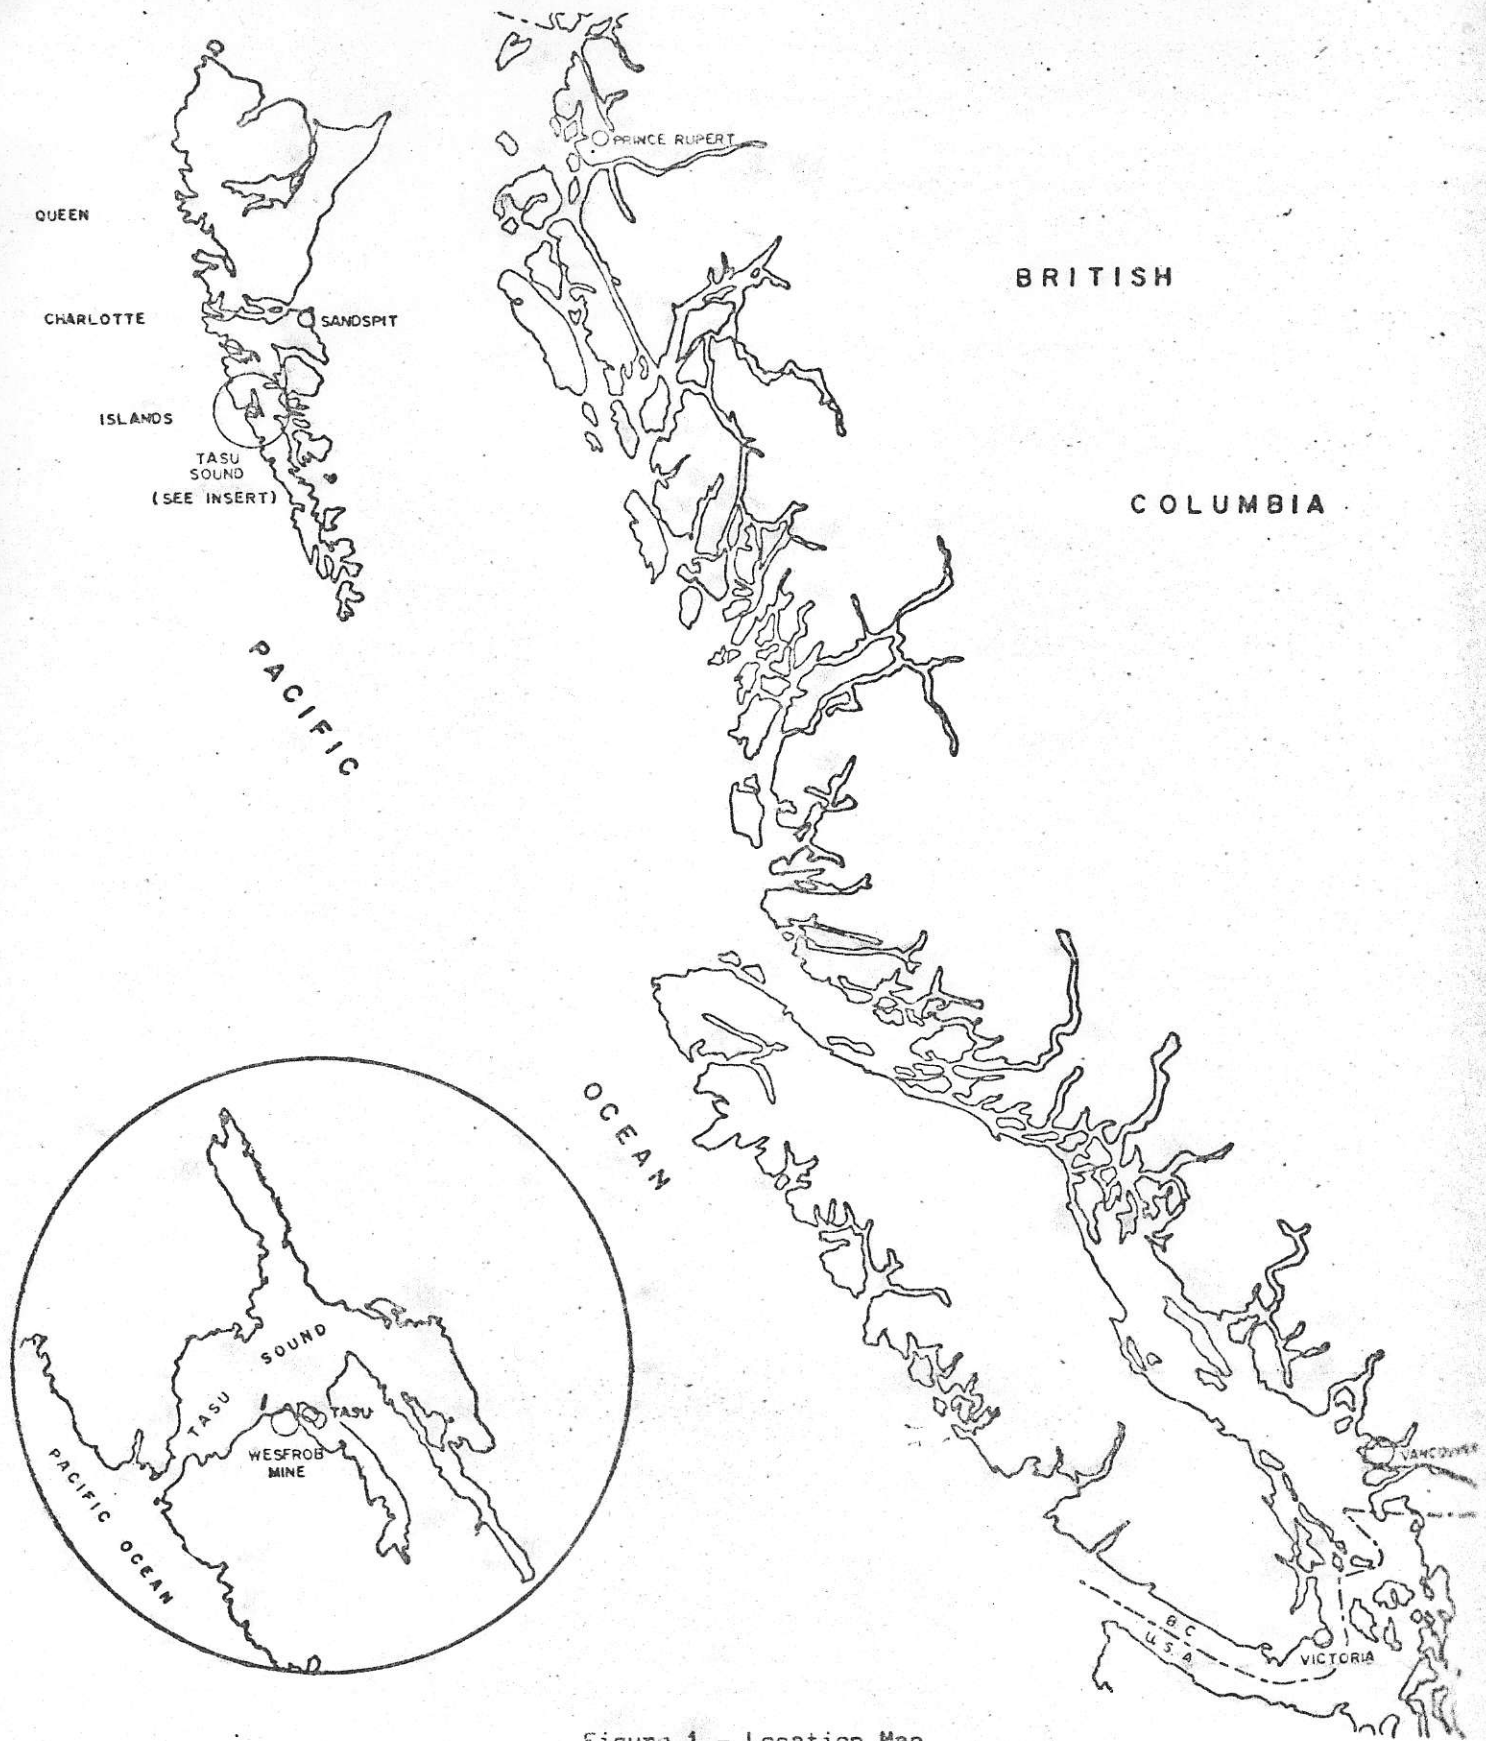 PRINCE RUPERT
QUEEN
BRITISH
CHARLOTTE
SANDSPIT
ISLANDS
TASU
SOUND
(SEE INSERT)
COLUMBIA
PACIFIC
OCEAN
TASU SOUND
TASU
WESFROB
MINE
PACIFIC OCEAN
VANCOUVER
B C
U.S.A.
VICTORIA
Figure 1 - Location Map